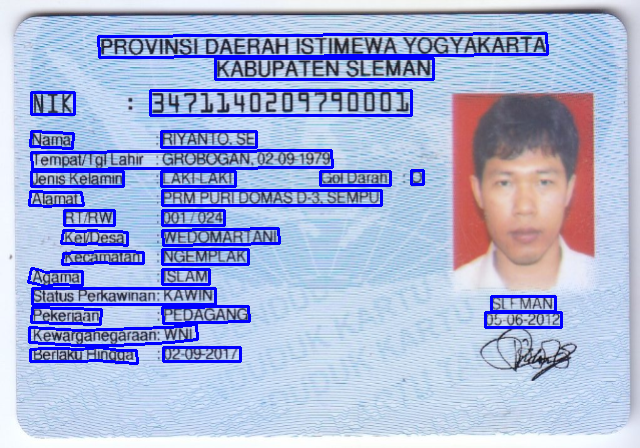 PROVINSI DAERAH ISTIMEWA YOGYAKARTA
KABUPATEN SLEMAN
NIK : 3471140209790001
Nama : RIYANTO. SE
Tempat/Tgl Lahir : GROBOGAN, 02-09-1979
Jenis Kelamin : LAKI-LAKI Gol Darah : O
Alamat : PRM PURI DOMAS D-3. SEMPU
RT/RW : 001 / 024
Kel/Desa : WEDOMARTANI
Kecamatan : NGEMPLAK
Agama : ISLAM
Status Perkawinan: KAWIN
Pekerjaan : PEDAGANG
Kewarganegaraan: WNI
Berlaku Hingga : 02-09-2017
SLEMAN
05-06-2012